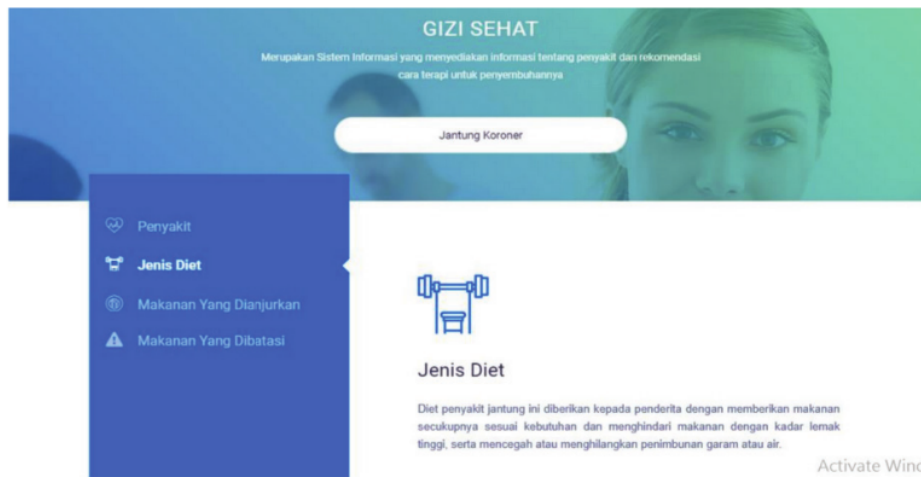 GIZI SEHAT
Merupakan Sistem Informasi yang menyediakan informasi tentang penyakit dan rekomendasi
cara terapi untuk penyembuhannya
Jantung Koroner
Penyakit
Jenis Diet
Makanan Yang Dianjurkan
Makanan Yang Dibatasi
Jenis Diet
Diet penyakit jantung ini diberikan kepada penderita dengan memberikan makanan
secukupnya sesuai kebutuhan dan menghindari makanan dengan kadar lemak
tinggi, serta mencegah atau menghilangkan penimbunan garam atau air.
Activate Wind